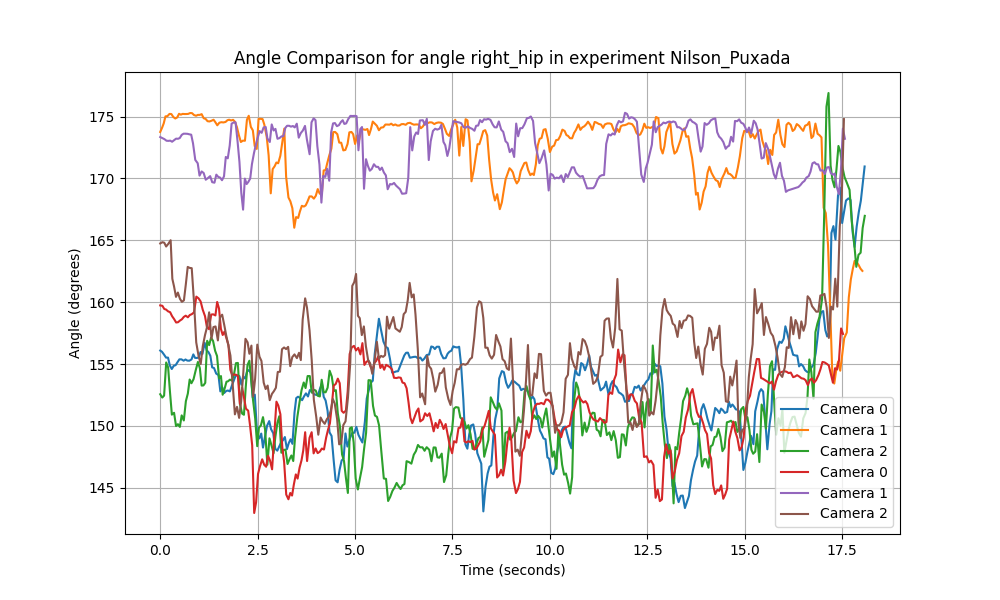 Angle Comparison for angle right_hip in experiment Nilson_Puxada
Angle (degrees)
175
170
165
160
155
150
145
0.0 2.5 5.0 7.5 10.0 12.5 15.0 17.5
Time (seconds)
Camera 0
Camera 1
Camera 2
Camera 0
Camera 1
Camera 2